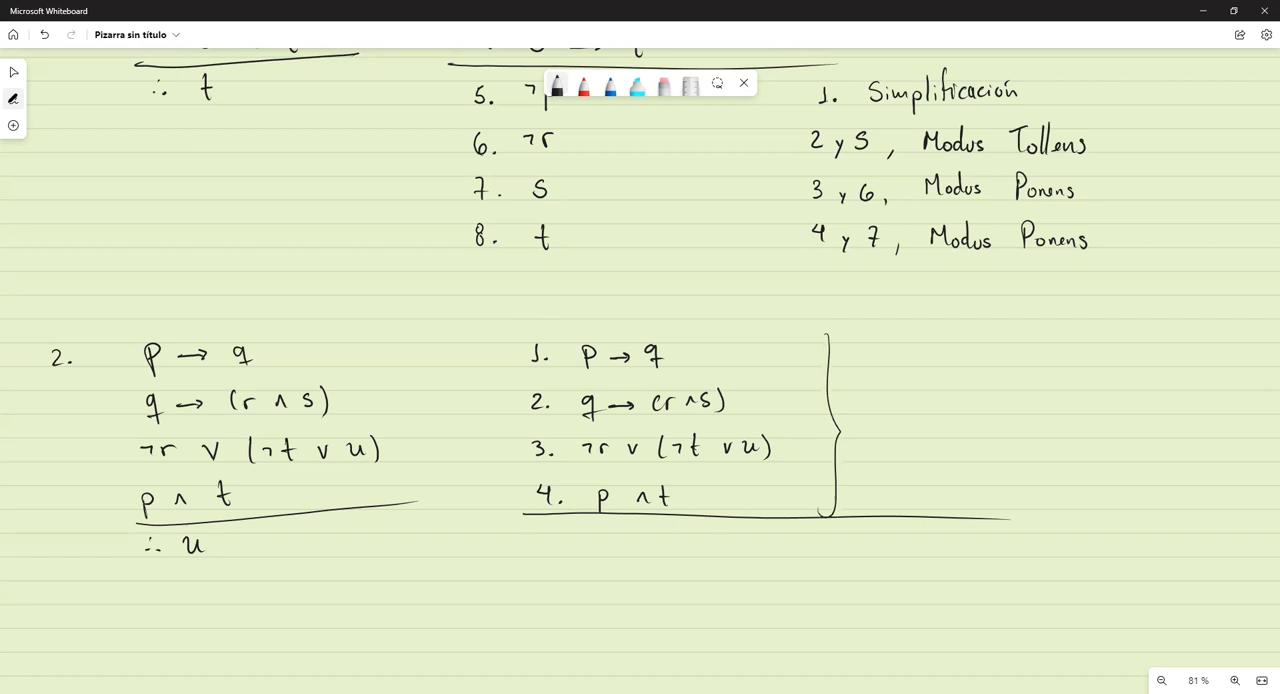 Microsoft Whiteboard
Pizarra sin título
∴ t
5. ¬p 1. Simplificación
6. ¬r 2 y 5, Modus Tollens
7. s 3 y 6, Modus Ponens
8. t 4 y 7, Modus Ponens
2. p → q 1. p → q
q → (r ∧ s) 2. q → (r ∧ s)
¬r ∨ (¬t ∨ u) 3. ¬r ∨ (¬t ∨ u)
p ∧ t 4. p ∧ t
∴ u
81 %